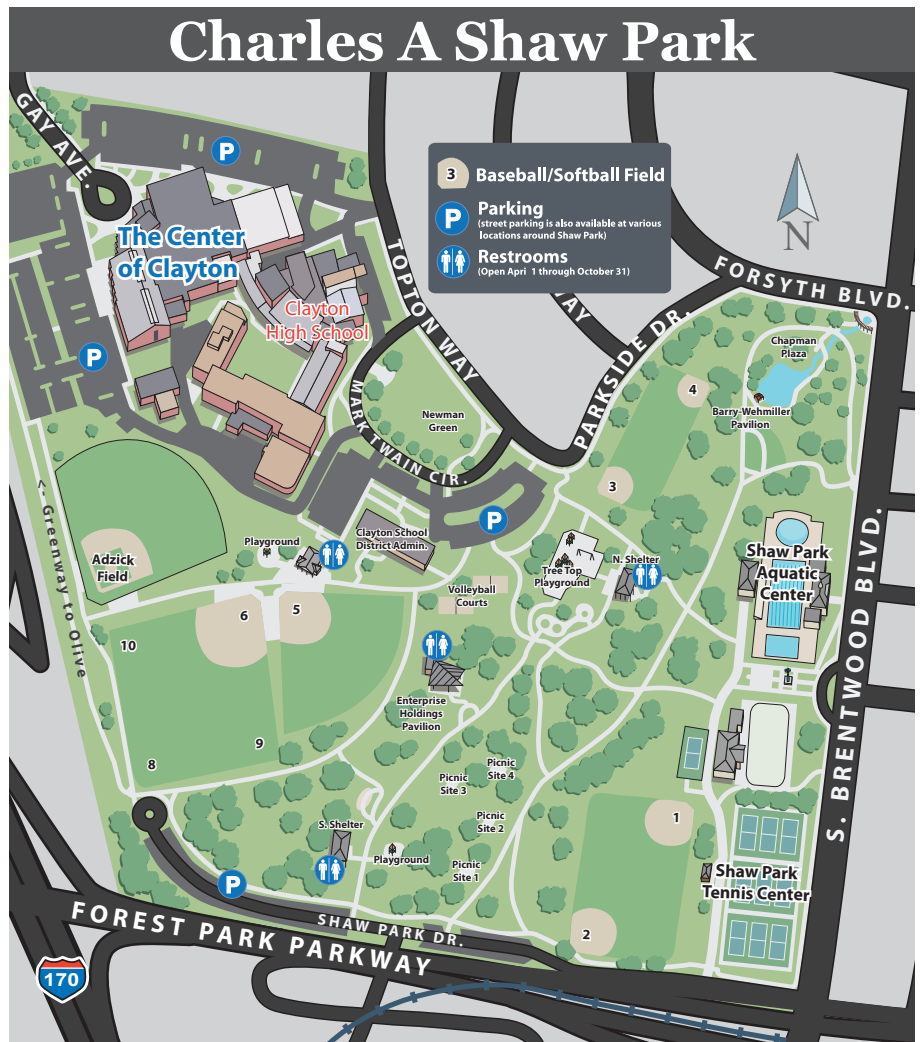 Charles A Shaw Park
GAY AVE.
P
3 Baseball/Softball Field
P Parking
(street parking is also available at various
locations around Shaw Park)
Restrooms
(Open Apri 1 through October 31)
N
The Center
of Clayton
TOPTON WAY
WAY
FORSYTH BLVD.
PARKSIDE DR.
Clayton
High School
P
Chapman
Plaza
MARK TWAIN CIR.
Newman
Green
4
Barry-Wehmiller
Pavilion
<- Greenway to Olive
3
P
Adzick
Field
Playground
Clayton School
District Admin.
Tree Top
Playground
N. Shelter
Shaw Park
Aquatic
Center
Volleyball
Courts
6
5
10
S. BRENTWOOD BLVD.
Enterprise
Holdings
Pavilion
9
8
Picnic
Site 4
Picnic
Site 3
Picnic
Site 2
1
S. Shelter
Playground
Picnic
Site 1
Shaw Park
Tennis Center
P
SHAW PARK DR.
2
FOREST PARK PARKWAY
170